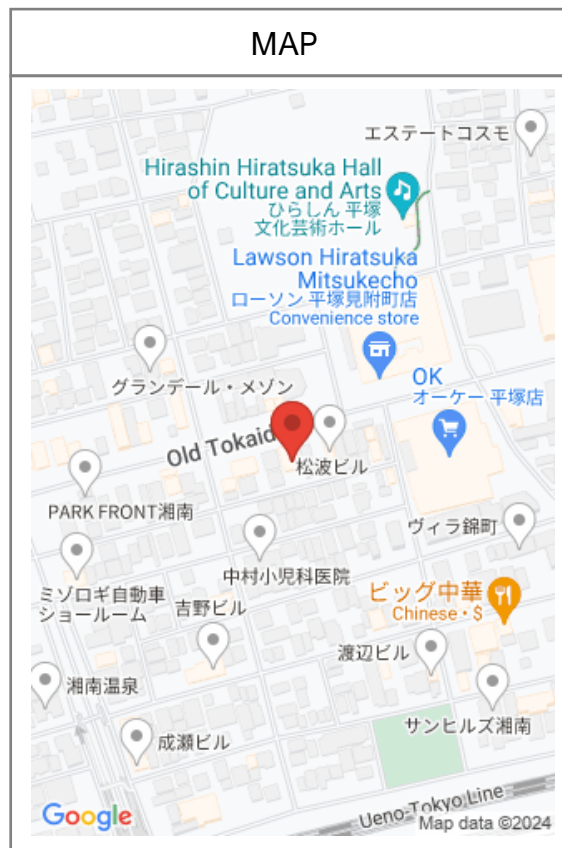 MAP
エステートコスモ
Hirashin Hiratsuka Hall
of Culture and Arts
ひらしん 平塚
文化芸術ホール
Lawson Hiratsuka
Mitsukecho
ローソン 平塚見附町店
Convenience store
グランデール・メゾン
OK
オーケー 平塚店
Old Tokaid
松波ビル
PARK FRONT湘南
ヴィラ錦町
中村小児科医院
ミゾロギ自動車
ショールーム
吉野ビル
ビッグ中華
Chinese・$
渡辺ビル
湘南温泉
サンヒルズ湘南
成瀬ビル
Ueno-Tokyo Line
Google
Map data ©2024